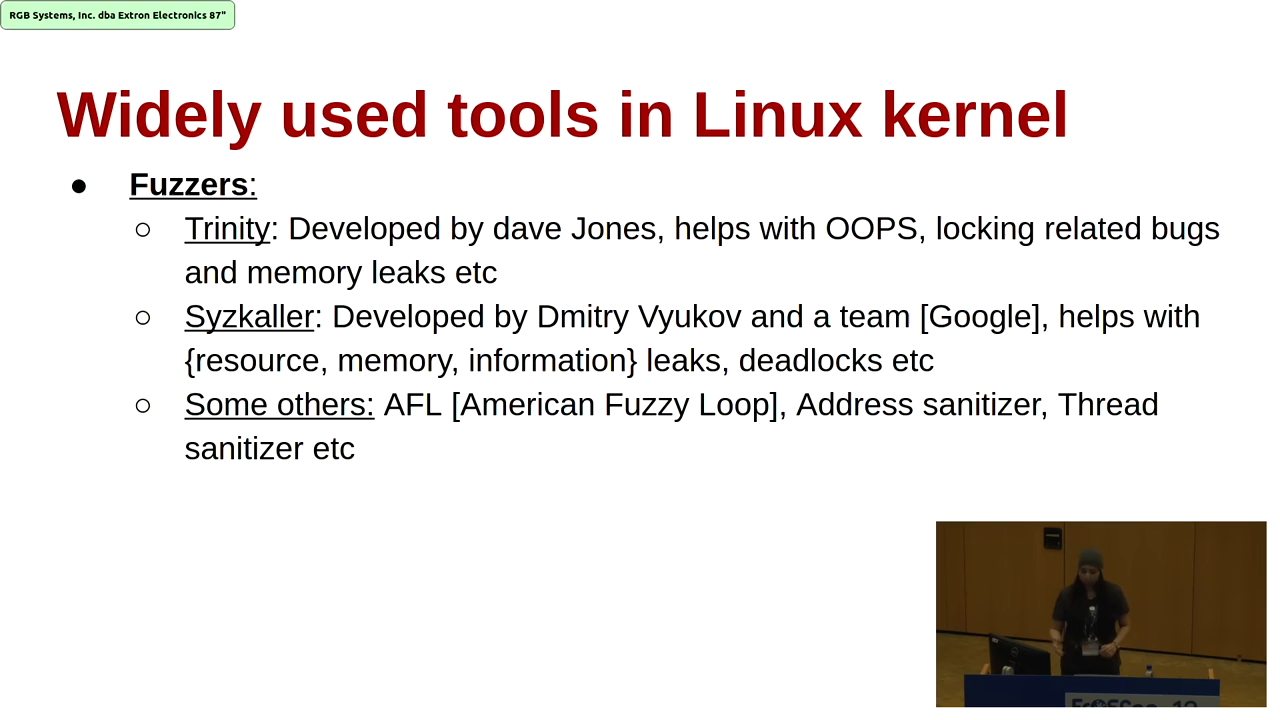 RGB Systems, Inc. dba Extron Electronics 87"
Widely used tools in Linux kernel
● Fuzzers:
○ Trinity: Developed by dave Jones, helps with OOPS, locking related bugs
and memory leaks etc
○ Syzkaller: Developed by Dmitry Vyukov and a team [Google], helps with
{resource, memory, information} leaks, deadlocks etc
○ Some others: AFL [American Fuzzy Loop], Address sanitizer, Thread
sanitizer etc